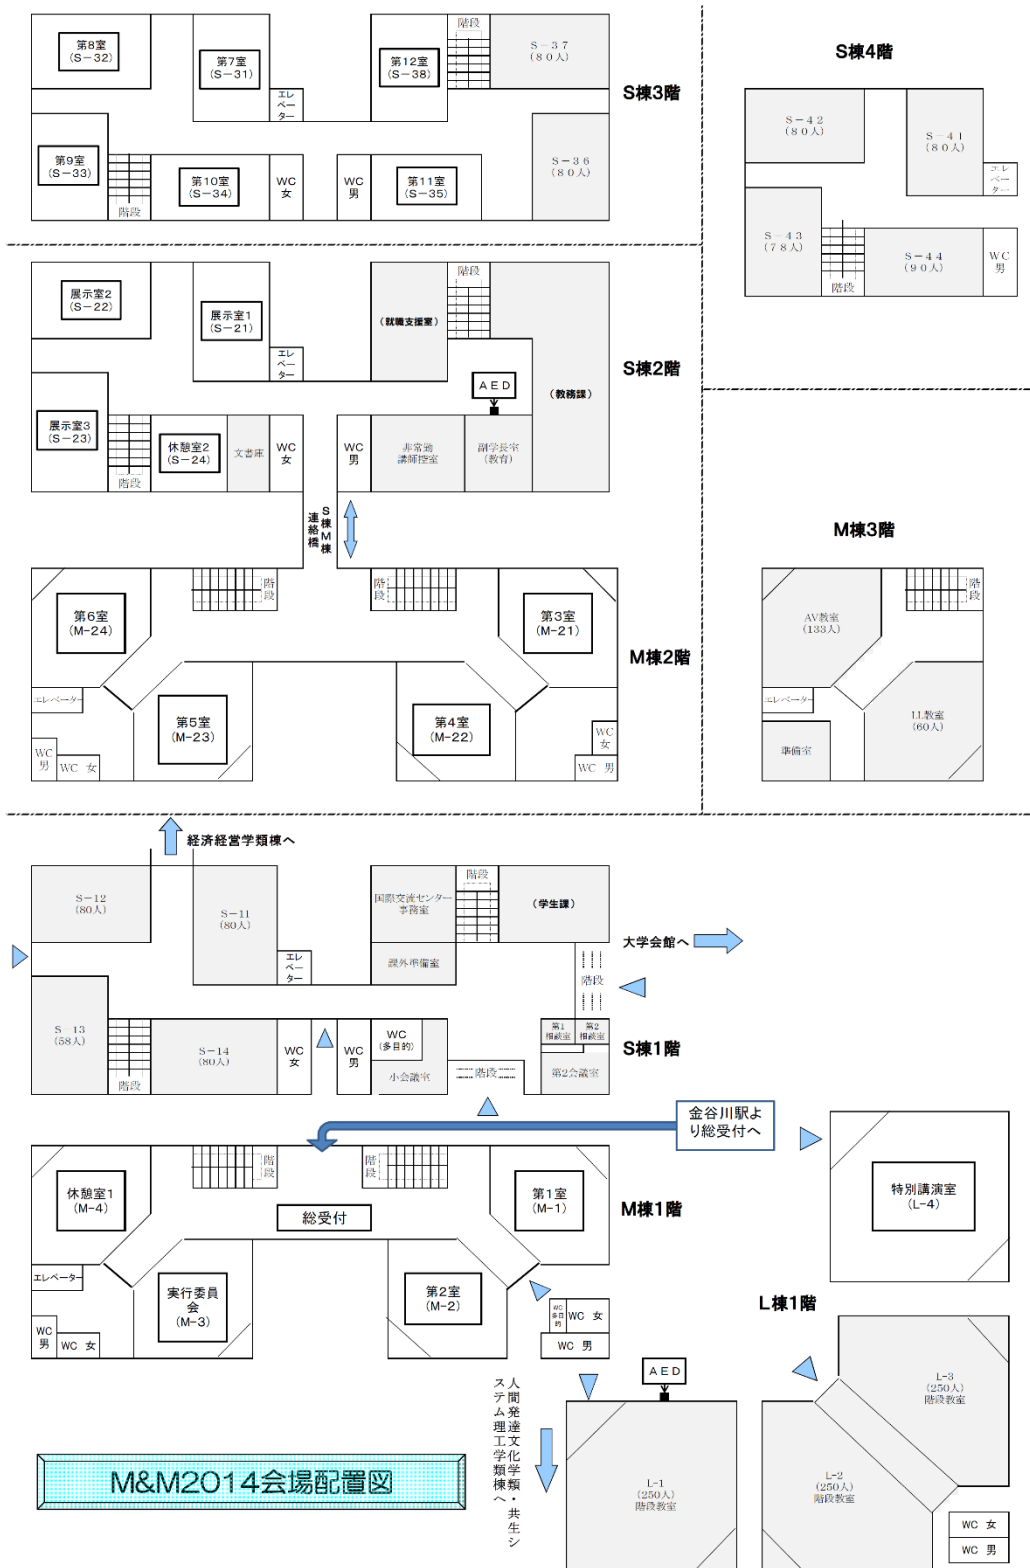 第8室
(S－32)
第7室
(S－31)
第12室
(S－38)
階段
S－３７
(８０人)
エレ
ベー
ター
S棟3階
第9室
(S－33)
階段
第10室
(S－34)
WC
女
WC
男
第11室
(S－35)
S－３６
(８０人)
S棟4階
S－４２
(８０人)
S－４１
(８０人)
エレ
ベー
ター
S－４３
(７８人)
階段
S－４４
(９０人)
WC
男
展示室2
(S－22)
展示室1
(S－21)
(就職支援室)
階段
エレ
ベー
ター
S棟2階
ＡＥＤ
(教務課)
展示室3
(S－23)
階段
休憩室2
(S－24)
文書庫
WC
女
WC
男
非常勤
講師控室
副学長室
(教育)
S棟M棟
連絡橋
第6室
(M-24)
階段
階段
第3室
(M-21)
M棟2階
エレベーター
第5室
(M-23)
第4室
(M-22)
WC
男
WC 女
WC
女
WC 男
M棟3階
AV教室
(133人)
階段
エレベーター
準備室
LL教室
(60人)
経済経営学類棟へ
S－12
(80人)
S－11
(80人)
国際交流センター
事務室
階段
(学生課)
エレ
ベー
ター
課外準備室
大学会館へ
階段
S－13
(58人)
階段
S－14
(80人)
WC
女
WC
男
WC
(多目的)
小会議室
階段
第1
相談室
第2
相談室
第2会議室
S棟1階
金谷川駅よ
り総受付へ
休憩室1
(M-4)
階段
階段
第1室
(M-1)
総受付
M棟1階
エレベーター
実行委員
会
(M-3)
第2室
(M-2)
WC
男
WC 女
WC
多目
的
WC 女
WC 男
特別講演室
(L-4)
L棟1階
人間発達文化学類・共生シ
ステム理工学類棟へ
ＡＥＤ
L-1
(250人)
階段教室
L-2
(250人)
階段教室
L-3
(250人)
階段教室
WC 女
WC 男
M&M2014会場配置図